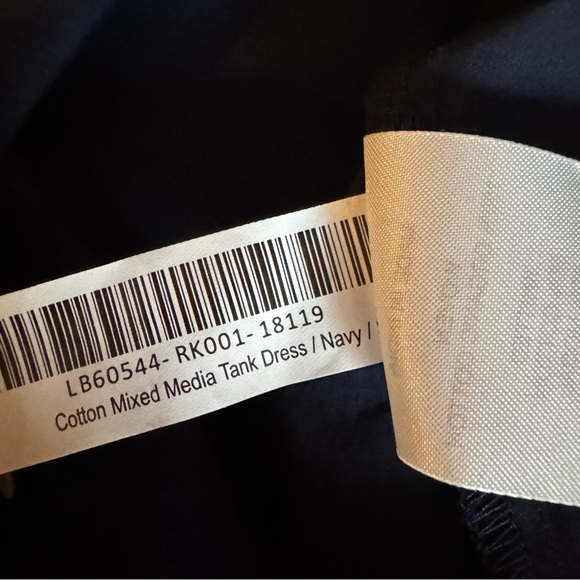 LB60544- RK001- 18119
Cotton Mixed Media Tank Dress / Navy /